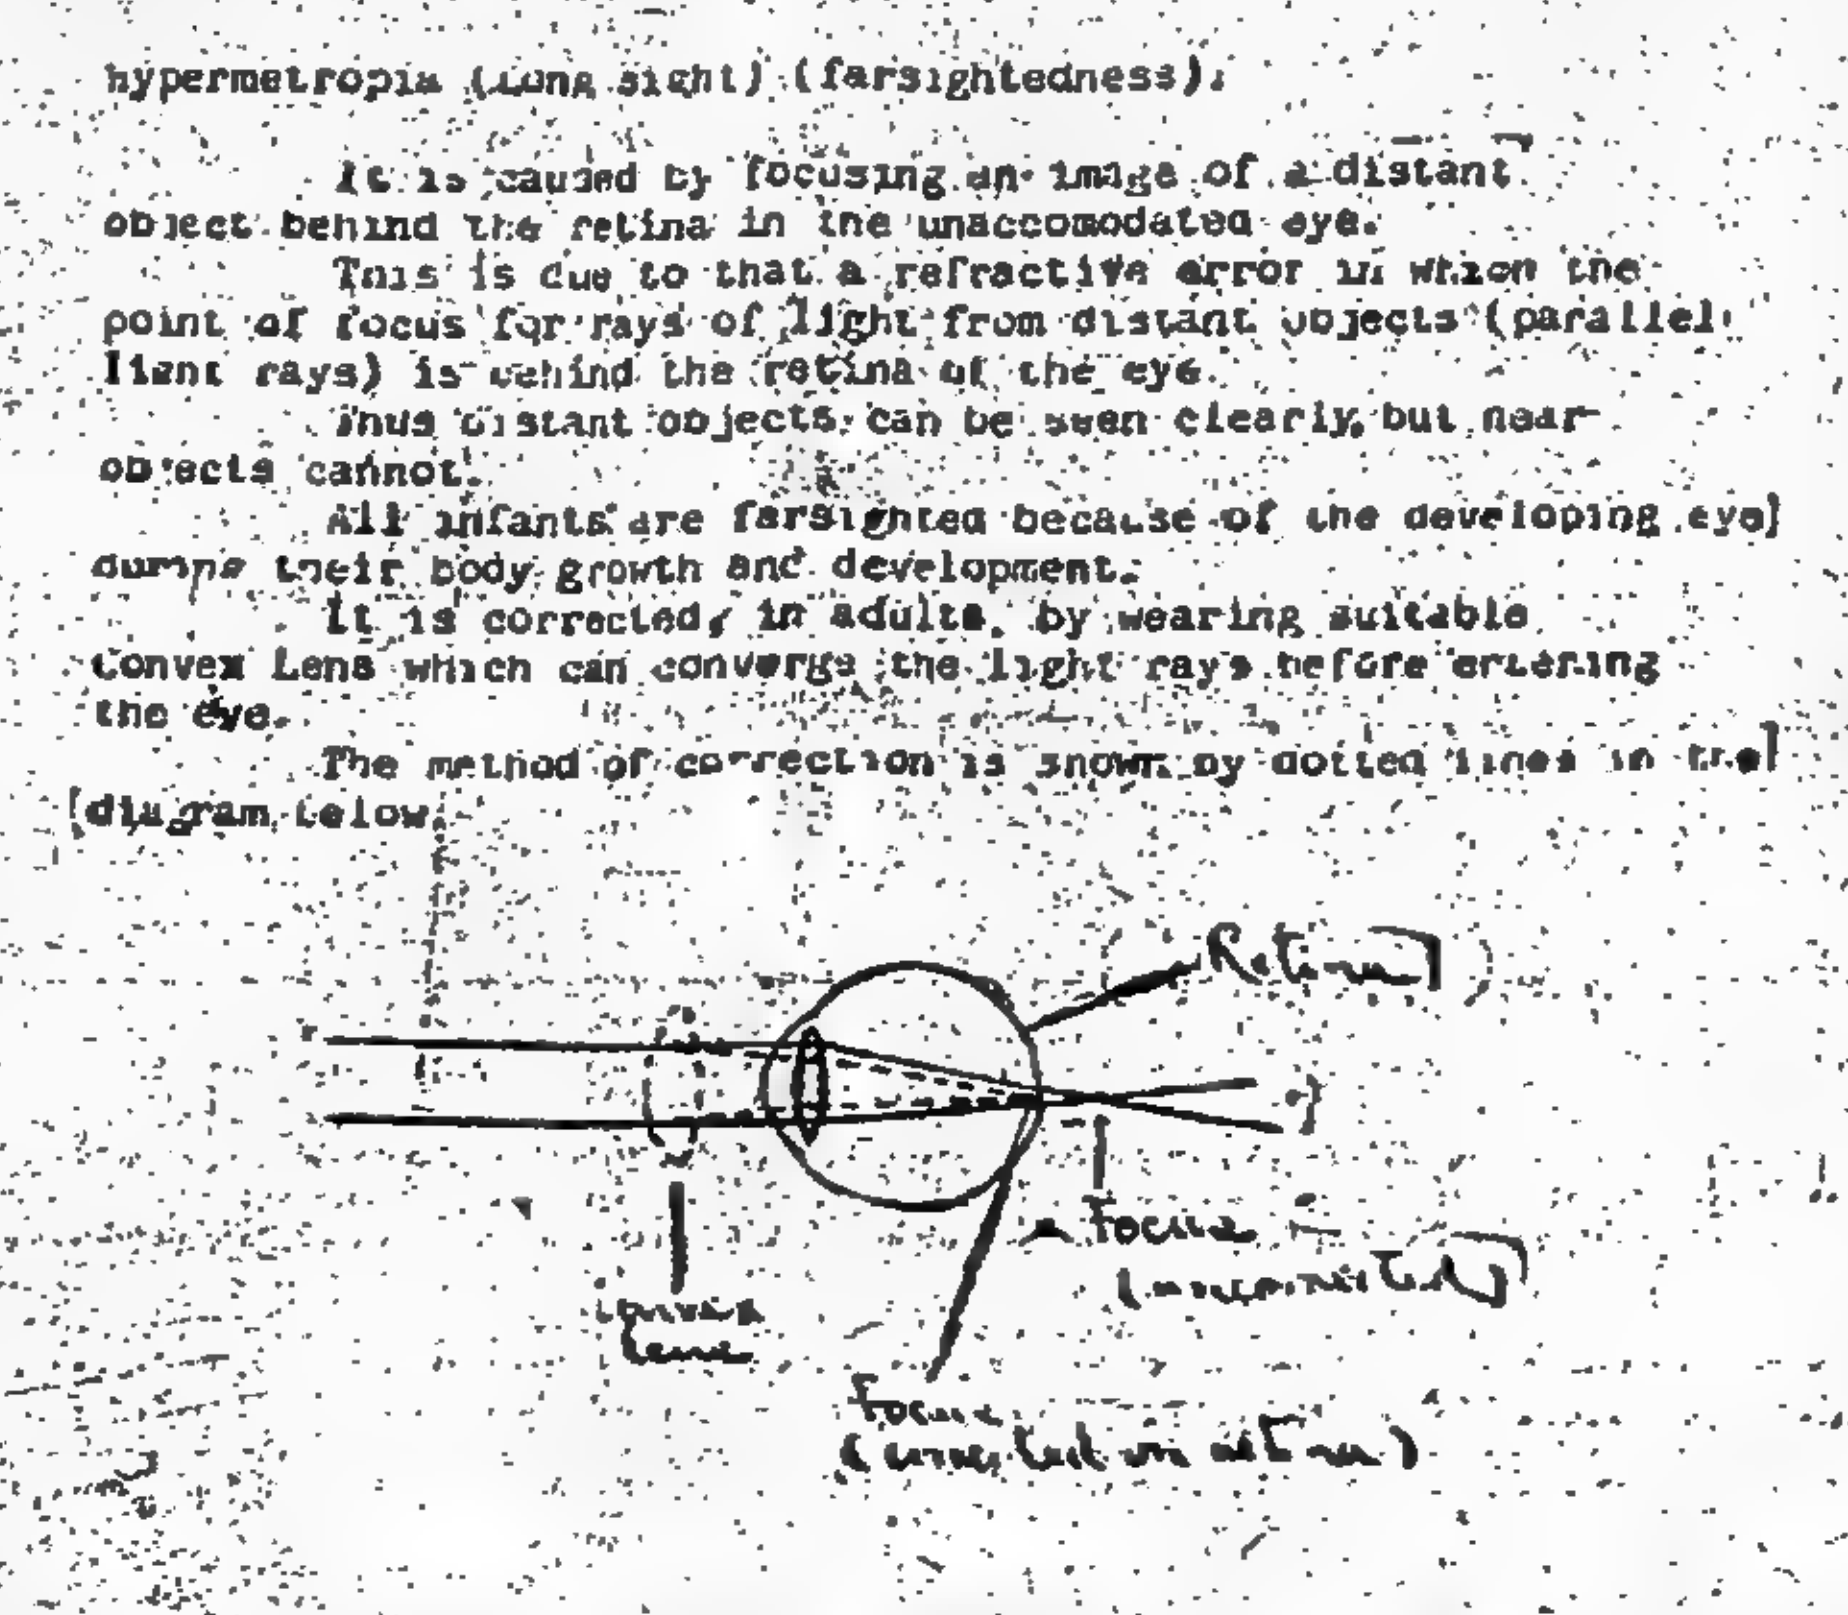 hypermetropia (Long sight) (farsightedness).
It is caused by focusing an image of a distant
object behind the retina in the unaccomodated eye.
This is due to that a refractive error in which the
point of focus for rays of light from distant objects (parallel
light rays) is behind the retina of the eye.
Thus distant objects can be seen clearly, but near
objects cannot.
All infants are farsighted because of the developing eye
during their body growth and development.
It is corrected, in adults, by wearing suitable
Convex Lens which can converge the light rays before entering
the eye.
The method of correction is shown by dotted lines in the
diagram below.
Retina
Focus
Convex
lens
Focus
(corrected on retina)